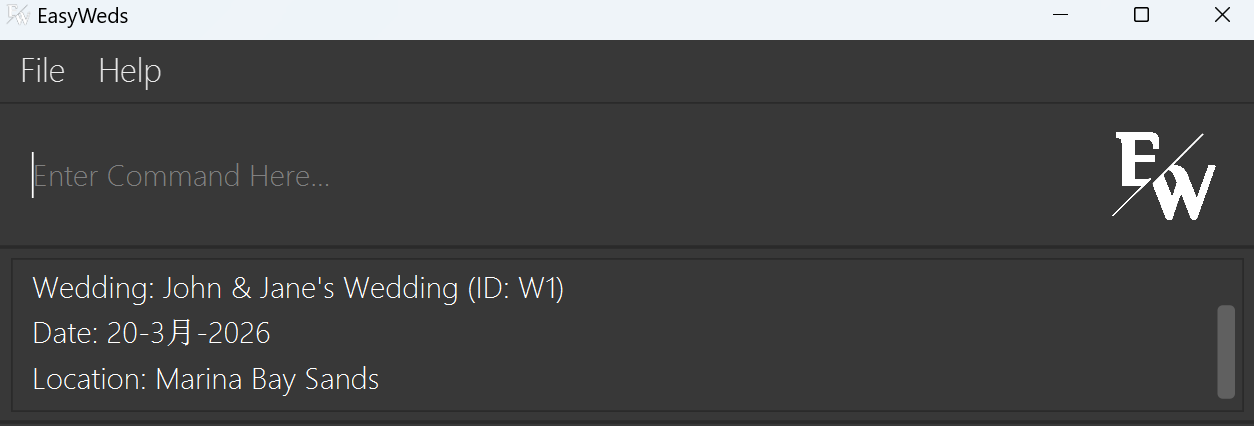 EasyWeds
File Help
Enter Command Here...
EW
Wedding: John & Jane's Wedding (ID: W1)
Date: 20-3月-2026
Location: Marina Bay Sands